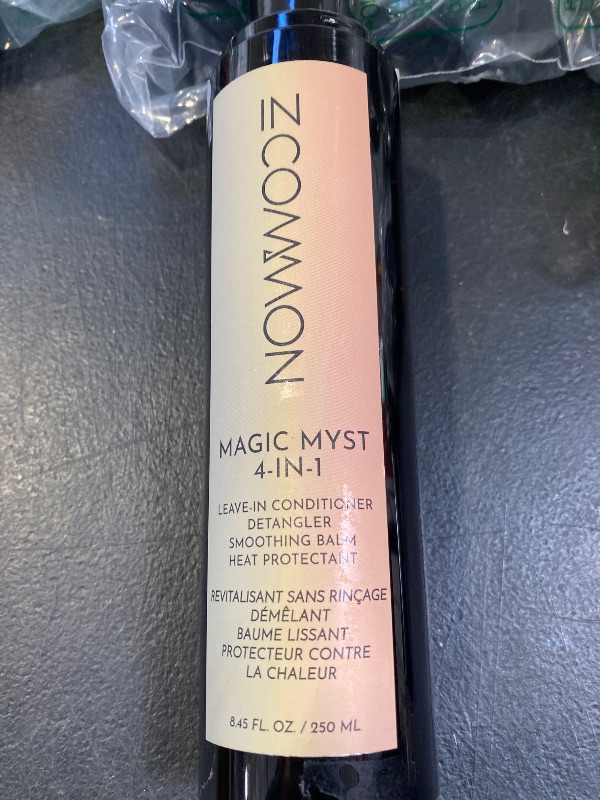 INCOMMON
MAGIC MYST
4-IN-1
LEAVE-IN CONDITIONER
DETANGLER
SMOOTHING BALM
HEAT PROTECTANT
REVITALISANT SANS RINÇAGE
DÉMÊLANT
BAUME LISSANT
PROTECTEUR CONTRE
LA CHALEUR
8.45 FL. OZ. / 250 ML